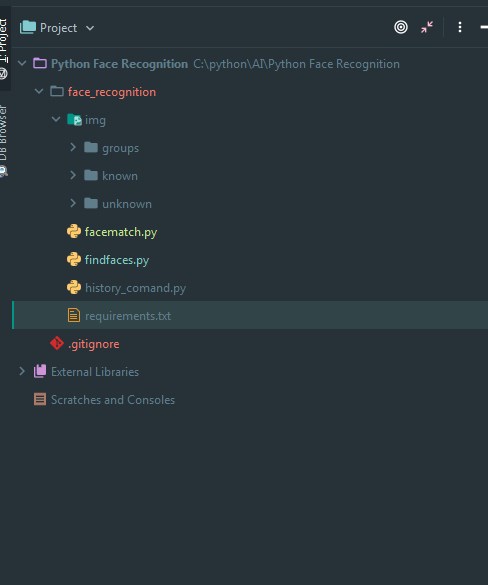 Project
Project
DB Browser
Python Face Recognition C:\python\AI\Python Face Recognition
face_recognition
img
groups
known
unknown
facematch.py
findfaces.py
history_comand.py
requirements.txt
.gitignore
External Libraries
Scratches and Consoles